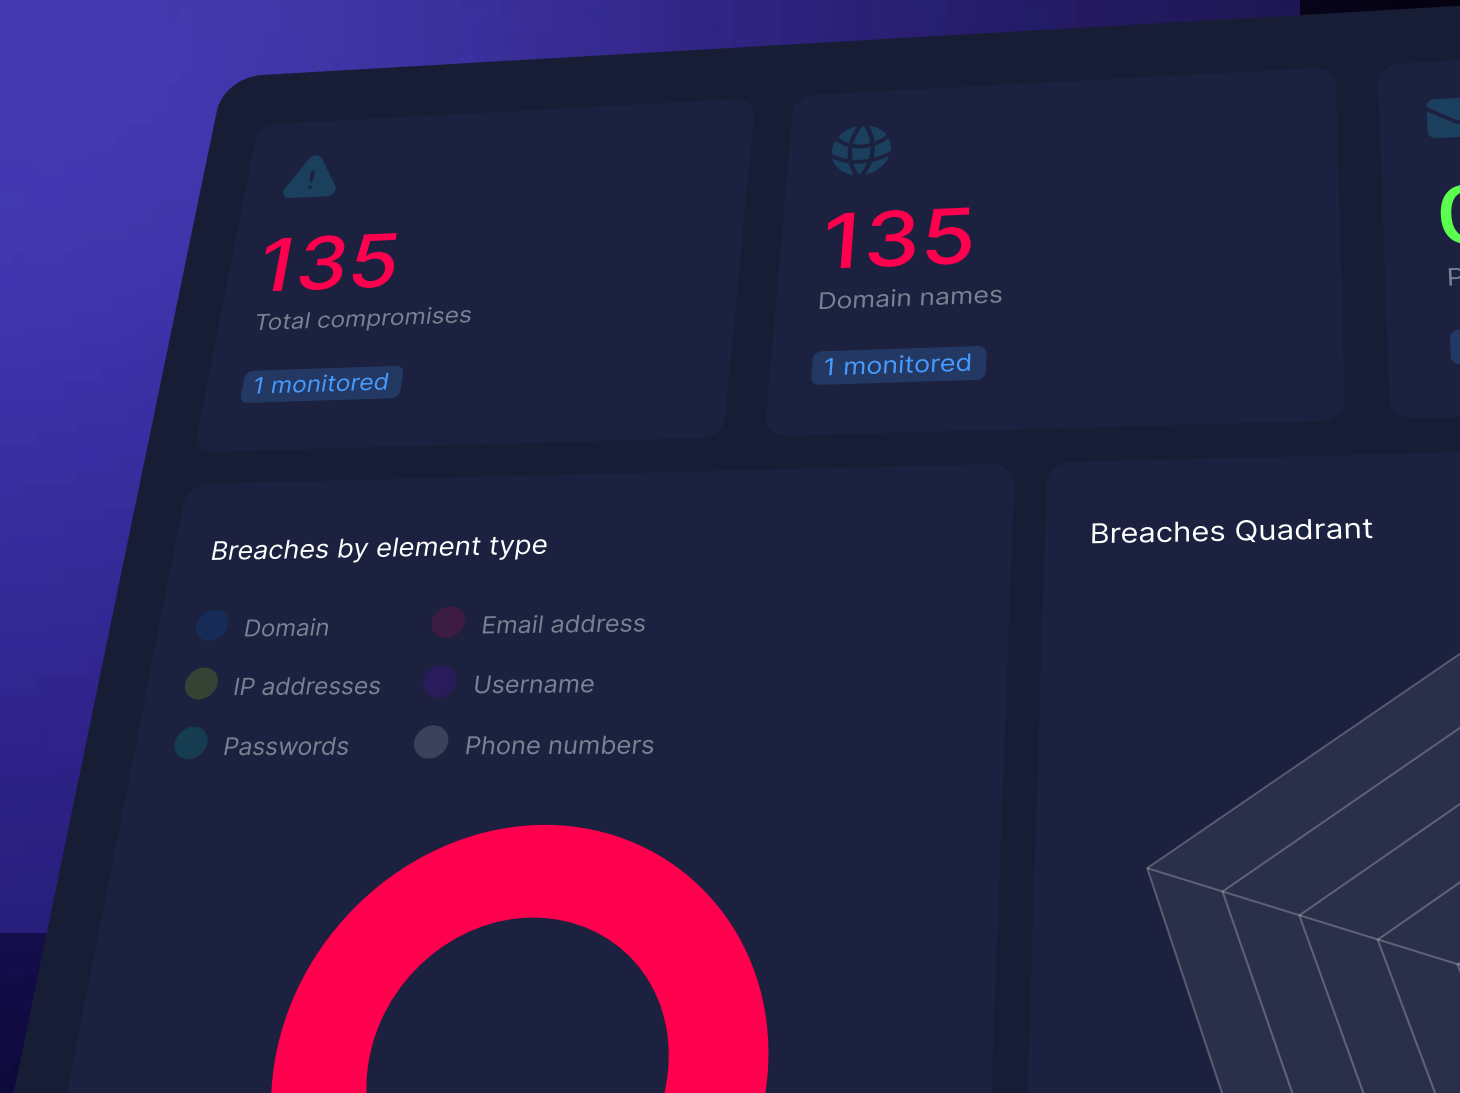 135
Total compromises
1 monitored
135
Domain names
1 monitored
Breaches by element type
Domain
Email address
IP addresses
Username
Passwords
Phone numbers
Breaches Quadrant